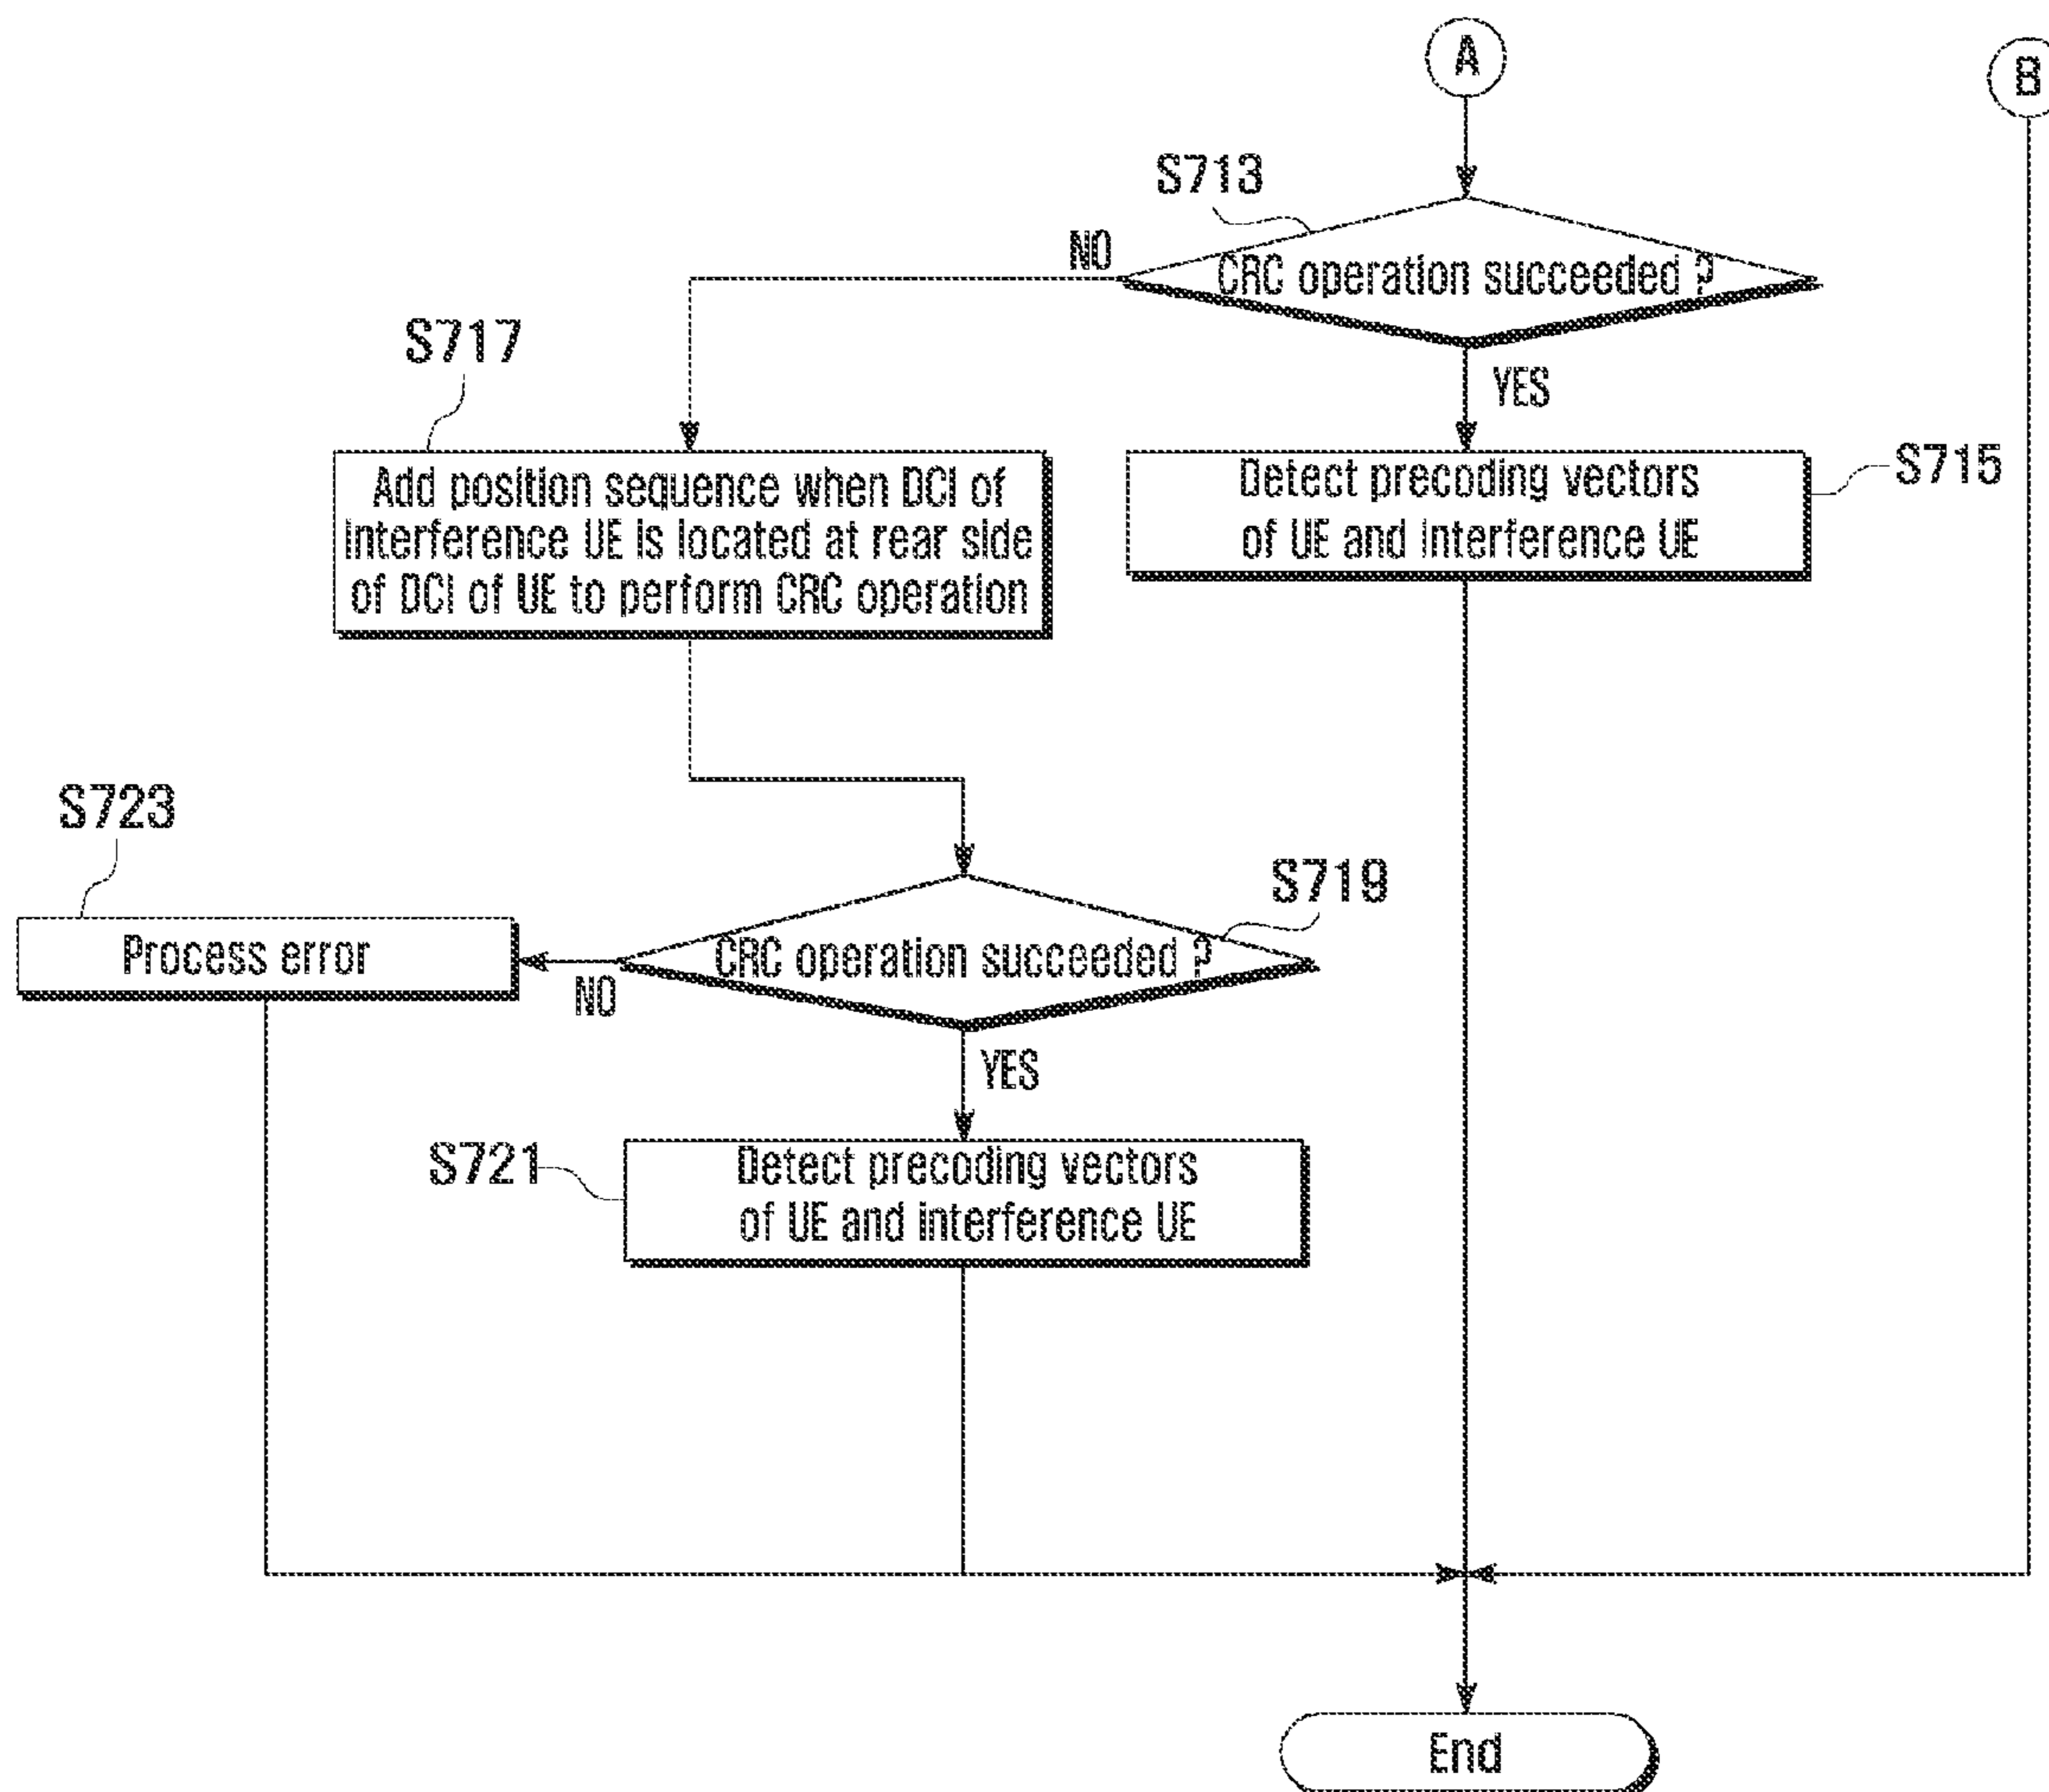 A
B
S713
NO
CRC operation succeeded ?
S717
YES
Add position sequence when DCI of
interference UE is located at rear side
of DCI of UE to perform CRC operation
Detect precoding vectors
of UE and interference UE
S715
S723
S719
Process error
CRC operation succeeded ?
NO
YES
S721
Detect precoding vectors
of UE and interference UE
End